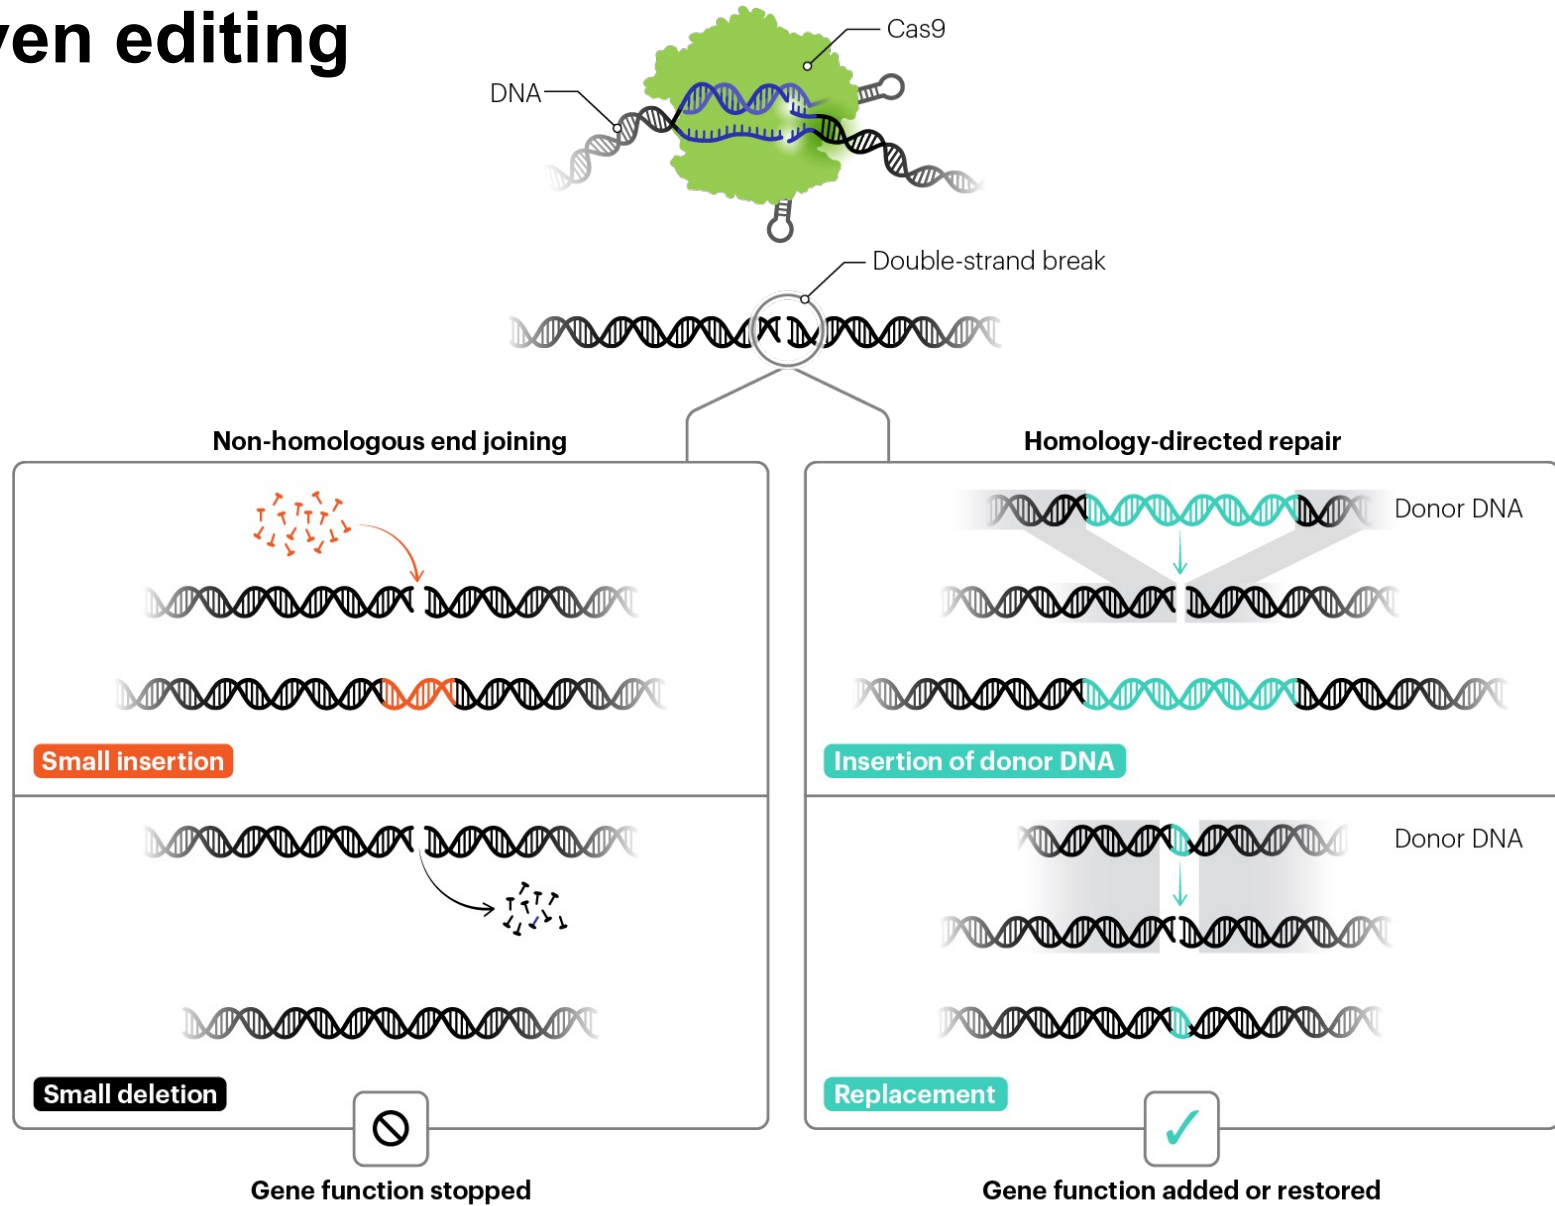 ven editing
Cas9
DNA
Double-strand break
Non-homologous end joining
Homology-directed repair
Donor DNA
Small insertion
Insertion of donor DNA
Donor DNA
Small deletion
Replacement
Gene function stopped
Gene function added or restored